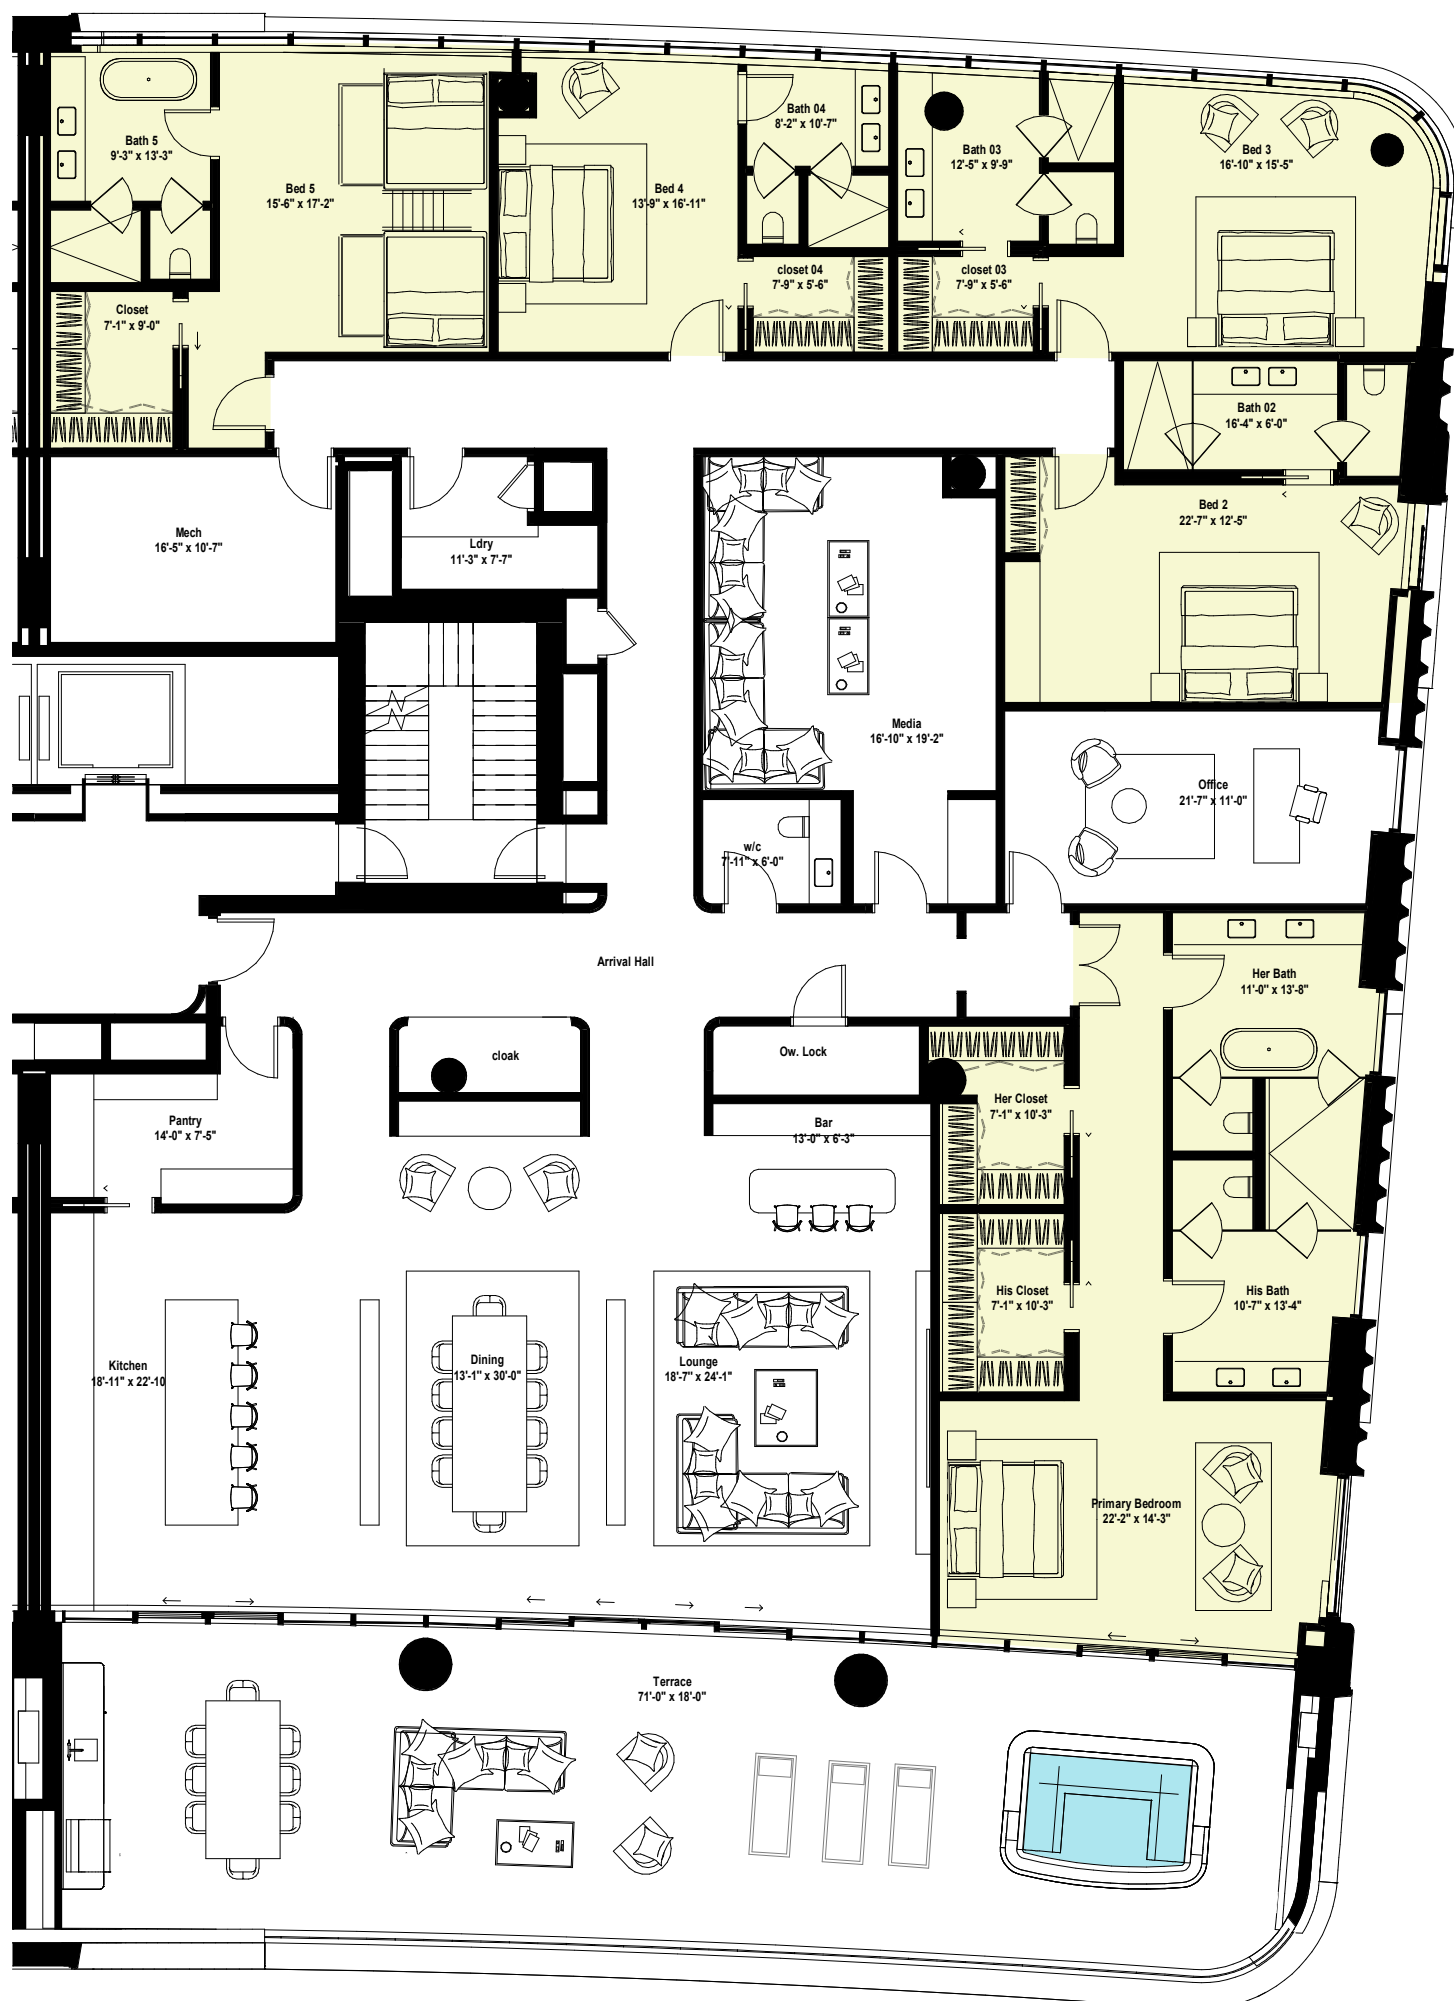 Bath 5
9'-3" x 13'-3"
Bed 5
15'-6" x 17'-2"
Bed 4
13'-9" x 16'-11"
Bath 04
8'-2" x 10'-7"
Bath 03
12'-5" x 9'-9"
Bed 3
16'-10" x 15'-5"
Closet
7'-1" x 9'-0"
closet 04
7'-9" x 5'-6"
closet 03
7'-9" x 5'-6"
Bath 02
16'-4" x 6'-0"
Bed 2
22'-7" x 12'-5"
Mech
16'-5" x 10'-7"
Ldry
11'-3" x 7'-7"
Media
16'-10" x 19'-2"
Office
21'-7" x 11'-0"
w/c
7'-11" x 6'-0"
Arrival Hall
Her Bath
11'-0" x 13'-8"
cloak
Ow. Lock
Pantry
14'-0" x 7'-5"
Bar
13'-0" x 6'-3"
Her Closet
7'-1" x 10'-3"
His Closet
7'-1" x 10'-3"
His Bath
10'-7" x 13'-4"
Kitchen
18'-11" x 22'-10
Dining
13'-1" x 30'-0"
Lounge
18'-7" x 24'-1"
Primary Bedroom
22'-2" x 14'-3"
Terrace
71'-0" x 18'-0"